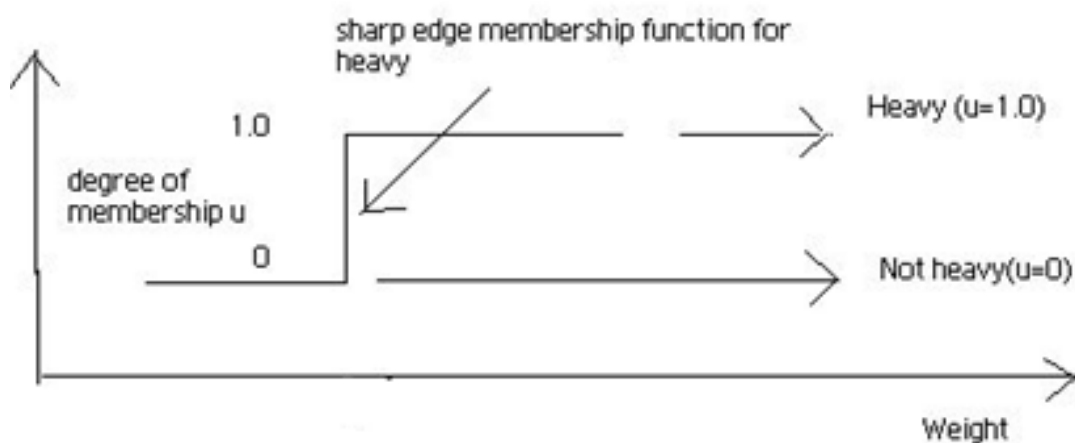 sharp edge membership function for
heavy
1.0
Heavy (u=1.0)
degree of
membership u
0
Not heavy(u=0)
Weight